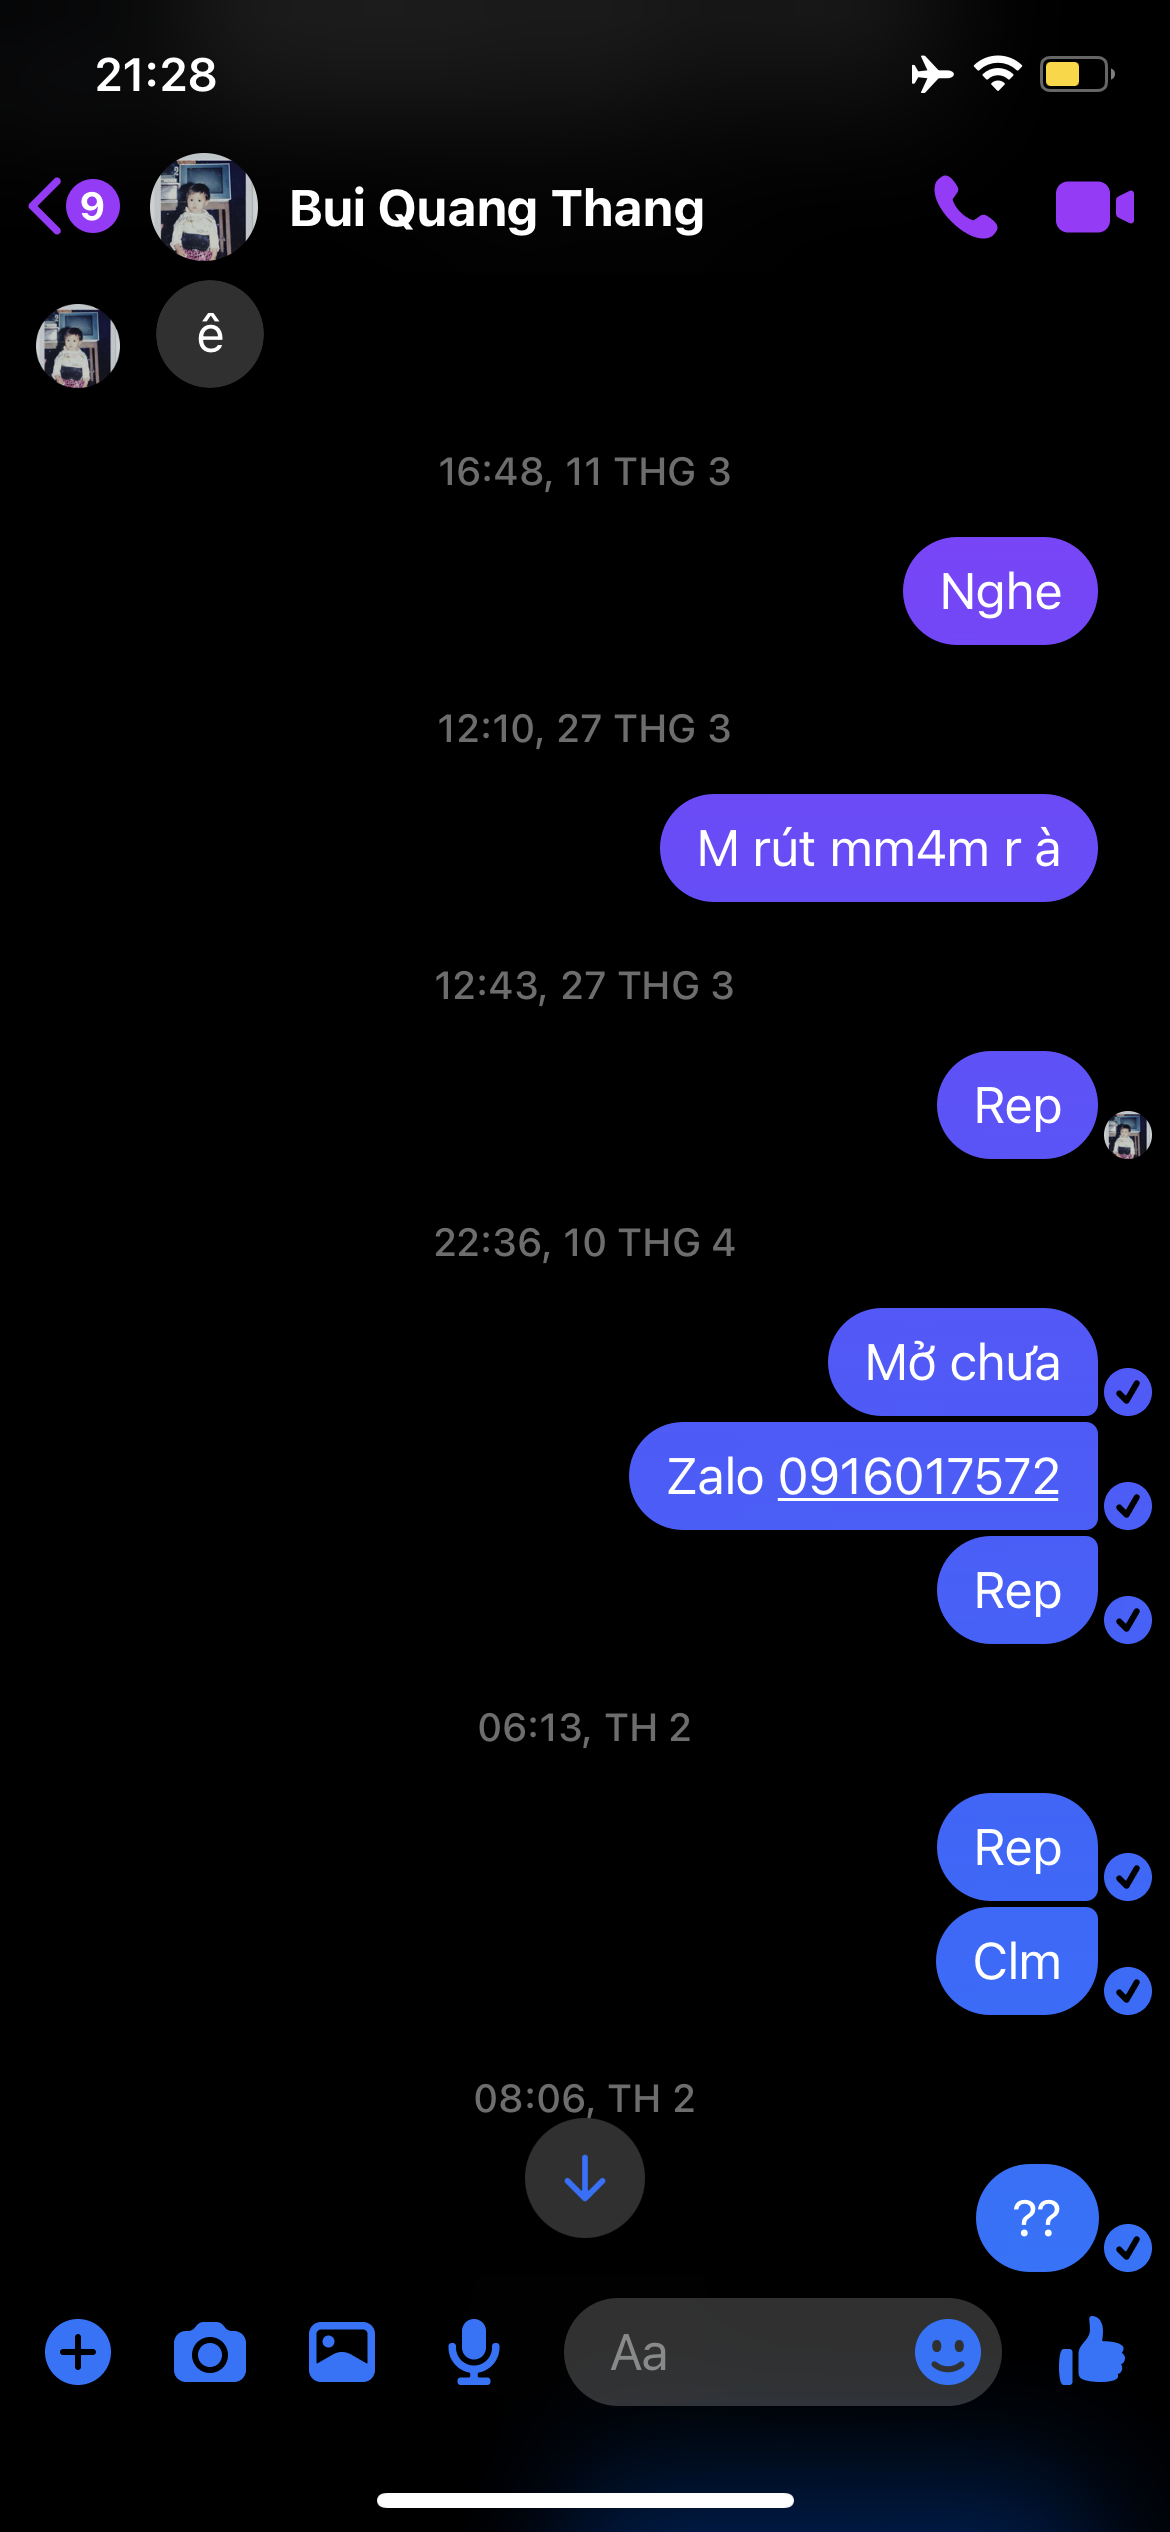 21:28
9
Bui Quang Thang
ê
16:48, 11 THG 3
Nghe
12:10, 27 THG 3
M rút mm4m r à
12:43, 27 THG 3
Rep
22:36, 10 THG 4
Mở chưa
Zalo 0916017572
Rep
06:13, TH 2
Rep
Clm
08:06, TH 2
??
Aa